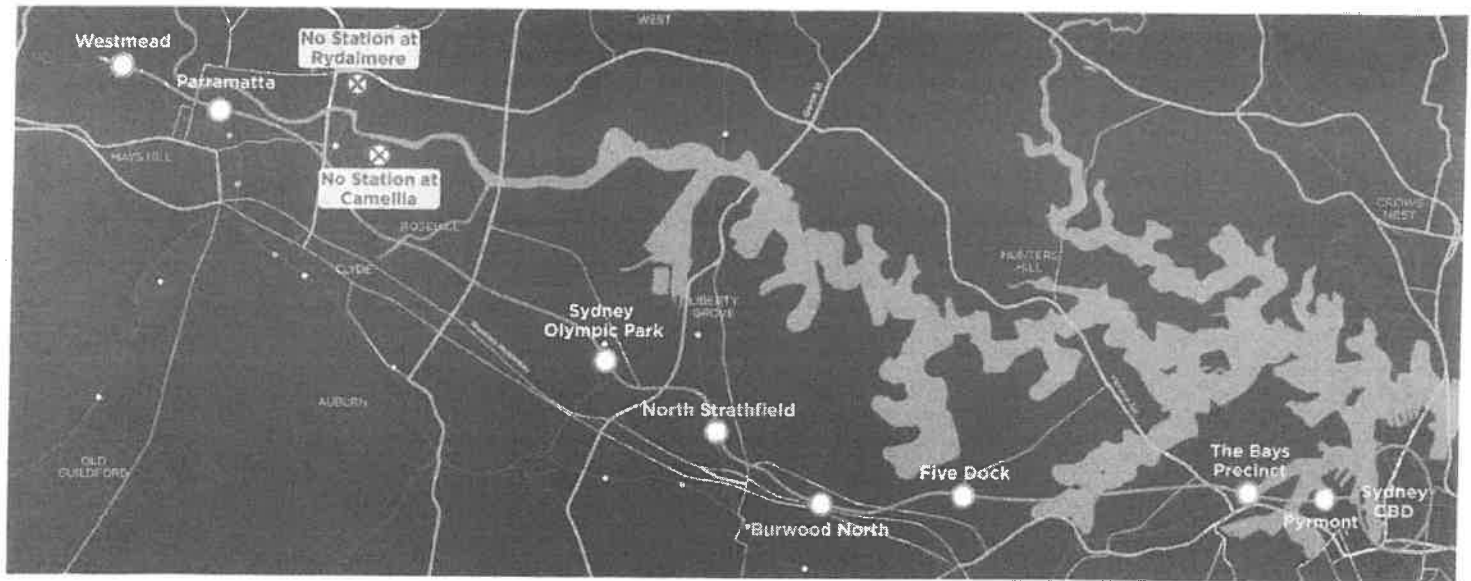 WEST
Westmead
No Station at
Rydalmere
Parramatta
MAYS HILL
No Station at
Camellia
ROSEHILL
CROWS
NEST
CLYDE
HUNTERS
HILL
LIBERTY
GROVE
Sydney
Olympic Park
AUBURN
North Strathfield
OLD
GUILDFORD
Five Dock
The Bays
Precinct
Sydney
CBD
Pyrmont
Burwood North